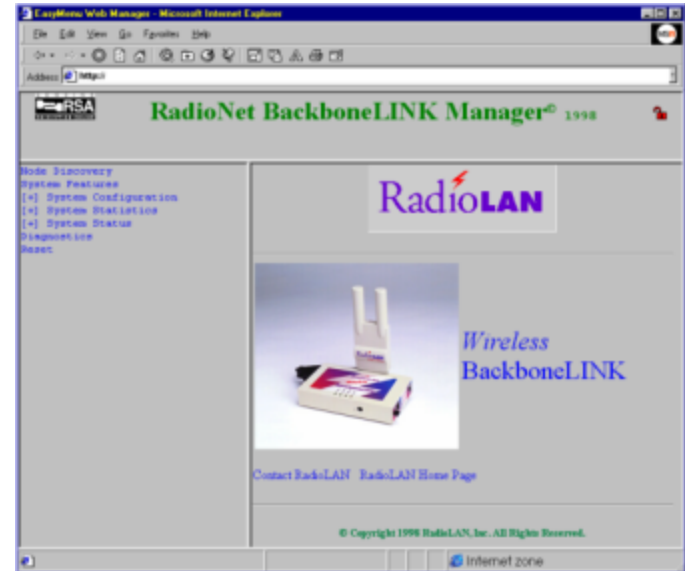 EasyMenu Web Manager - Microsoft Internet Explorer
File Edit View Go Favorites Help
Address http://
RSA
RadioNet BackboneLINK Manager© 1998
Node Discovery
System Features
[+] System Configuration
[+] System Statistics
[+] System Status
Diagnostics
Reset
RadioLAN
Wireless
BackboneLINK
Contact RadioLAN RadioLAN Home Page
© Copyright 1998 RadioLAN, Inc. All Rights Reserved.
Internet zone